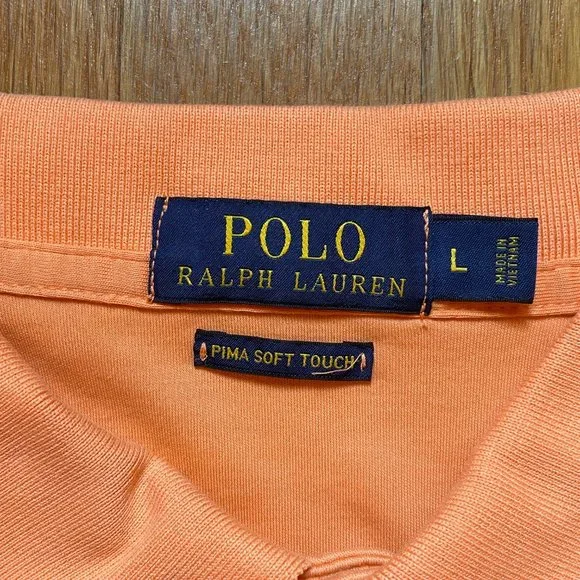 POLO
RALPH LAUREN
L
MADE IN
VIETNAM
PIMA SOFT TOUCH